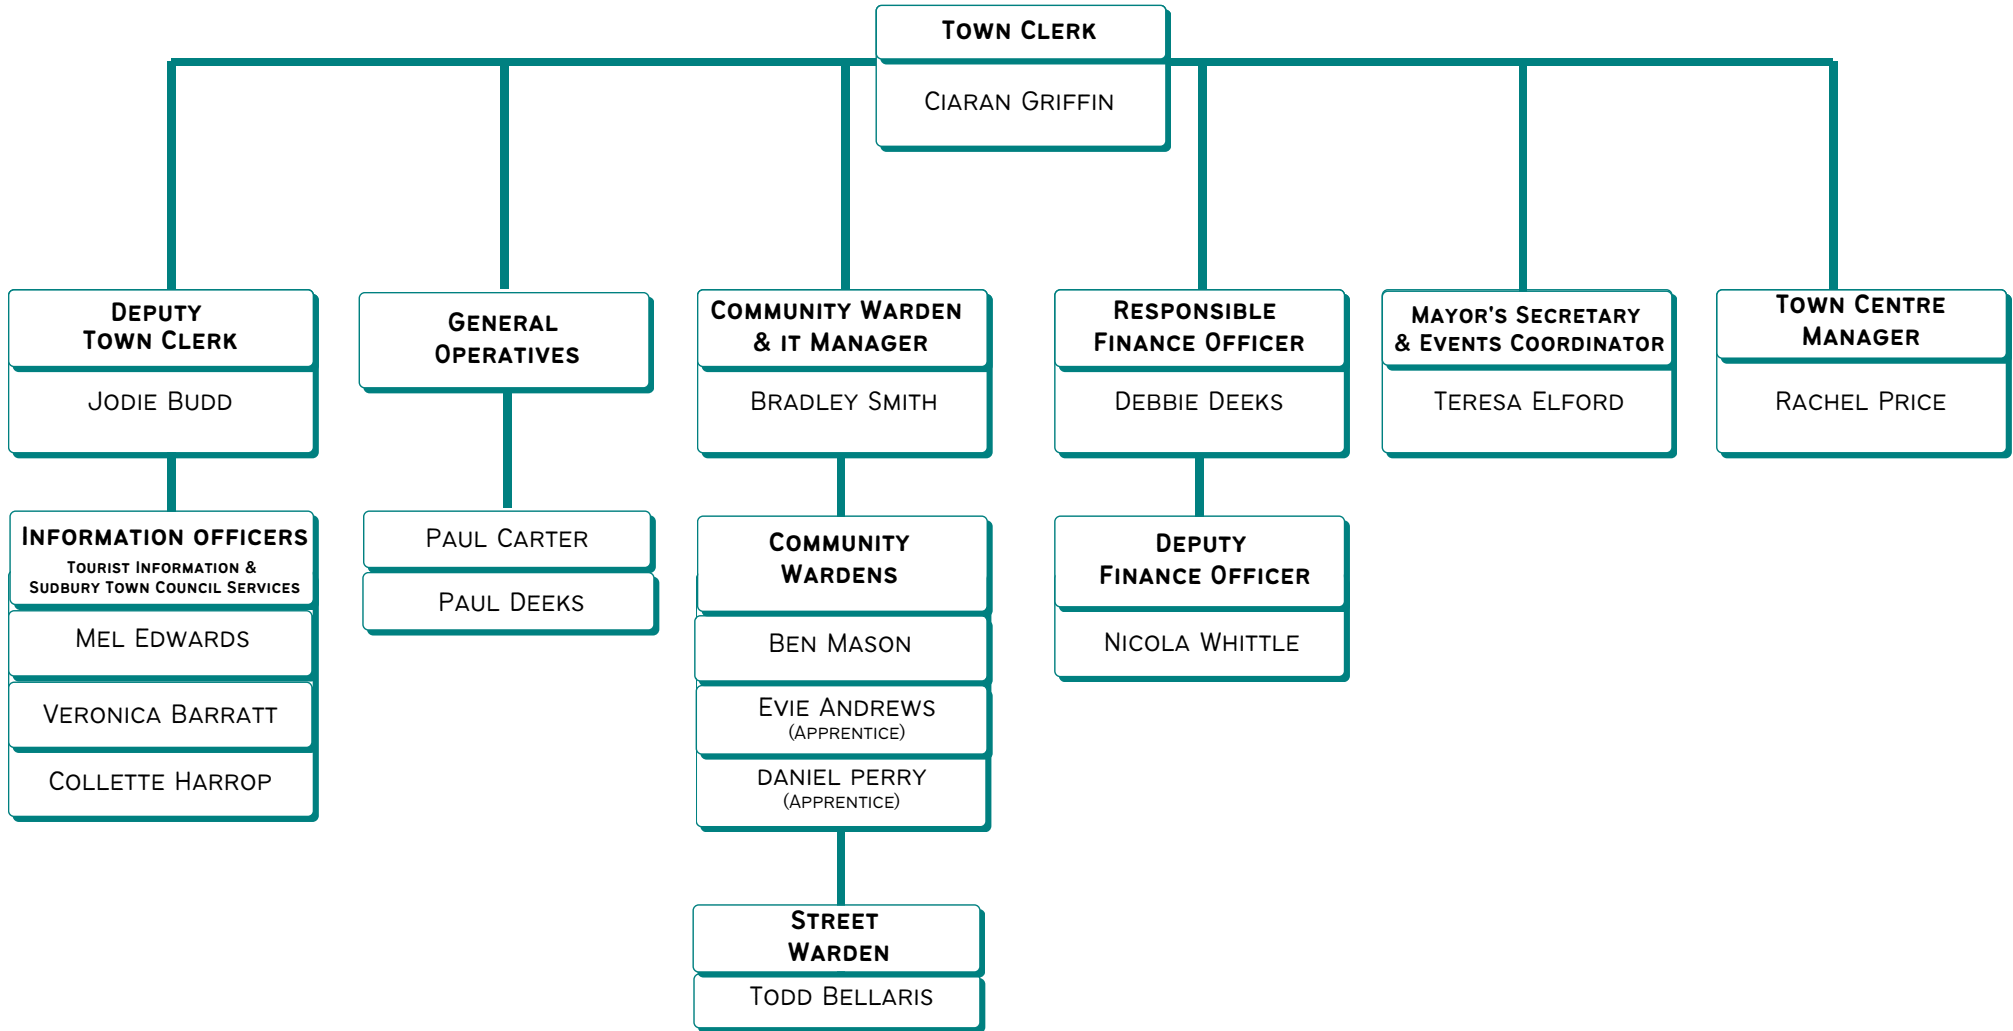 Town Clerk
Ciaran Griffin
Deputy
Town Clerk
Jodie Budd
Information officers
Tourist Information &
Sudbury Town Council Services
Mel Edwards
Veronica Barratt
Collette Harrop
General
Operatives
Paul Carter
Paul Deeks
Community Warden
& it Manager
Bradley Smith
Community
Wardens
Ben Mason
Evie Andrews
(Apprentice)
daniel perry
(Apprentice)
Street
Warden
Todd Bellaris
Responsible
Finance Officer
Debbie Deeks
Deputy
Finance Officer
Nicola Whittle
Mayor's Secretary
& Events Coordinator
Teresa Elford
Town Centre
Manager
Rachel Price